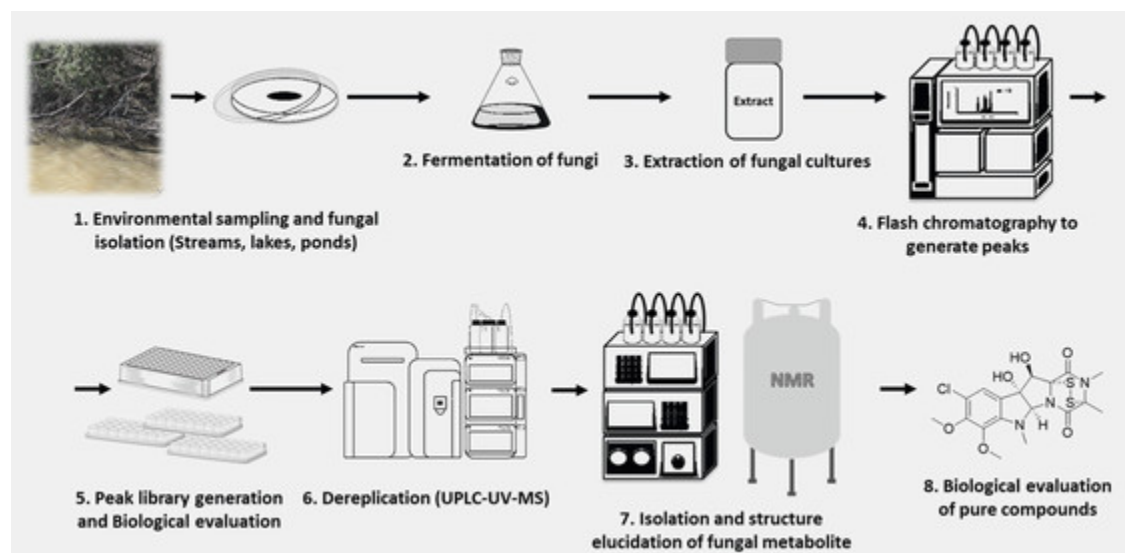 Extract
2. Fermentation of fungi
3. Extraction of fungal cultures
1. Environmental sampling and fungal
isolation (Streams, lakes, ponds)
4. Flash chromatography to
generate peaks
NMR
5. Peak library generation
and Biological evaluation
6. Dereplication (UPLC-UV-MS)
7. Isolation and structure
elucidation of fungal metabolite
HO
HO
O
Cl
S
N
S
N
O
N
H
O
O
8. Biological evaluation
of pure compounds